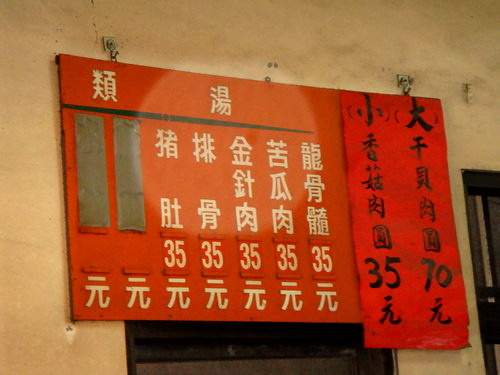 湯類
龍骨髓 35元
苦瓜肉 35元
金針肉 35元
排骨 35元
豬肚 35元
元
元
(大)干貝肉圓 70元
(小)香菇肉圓 35元